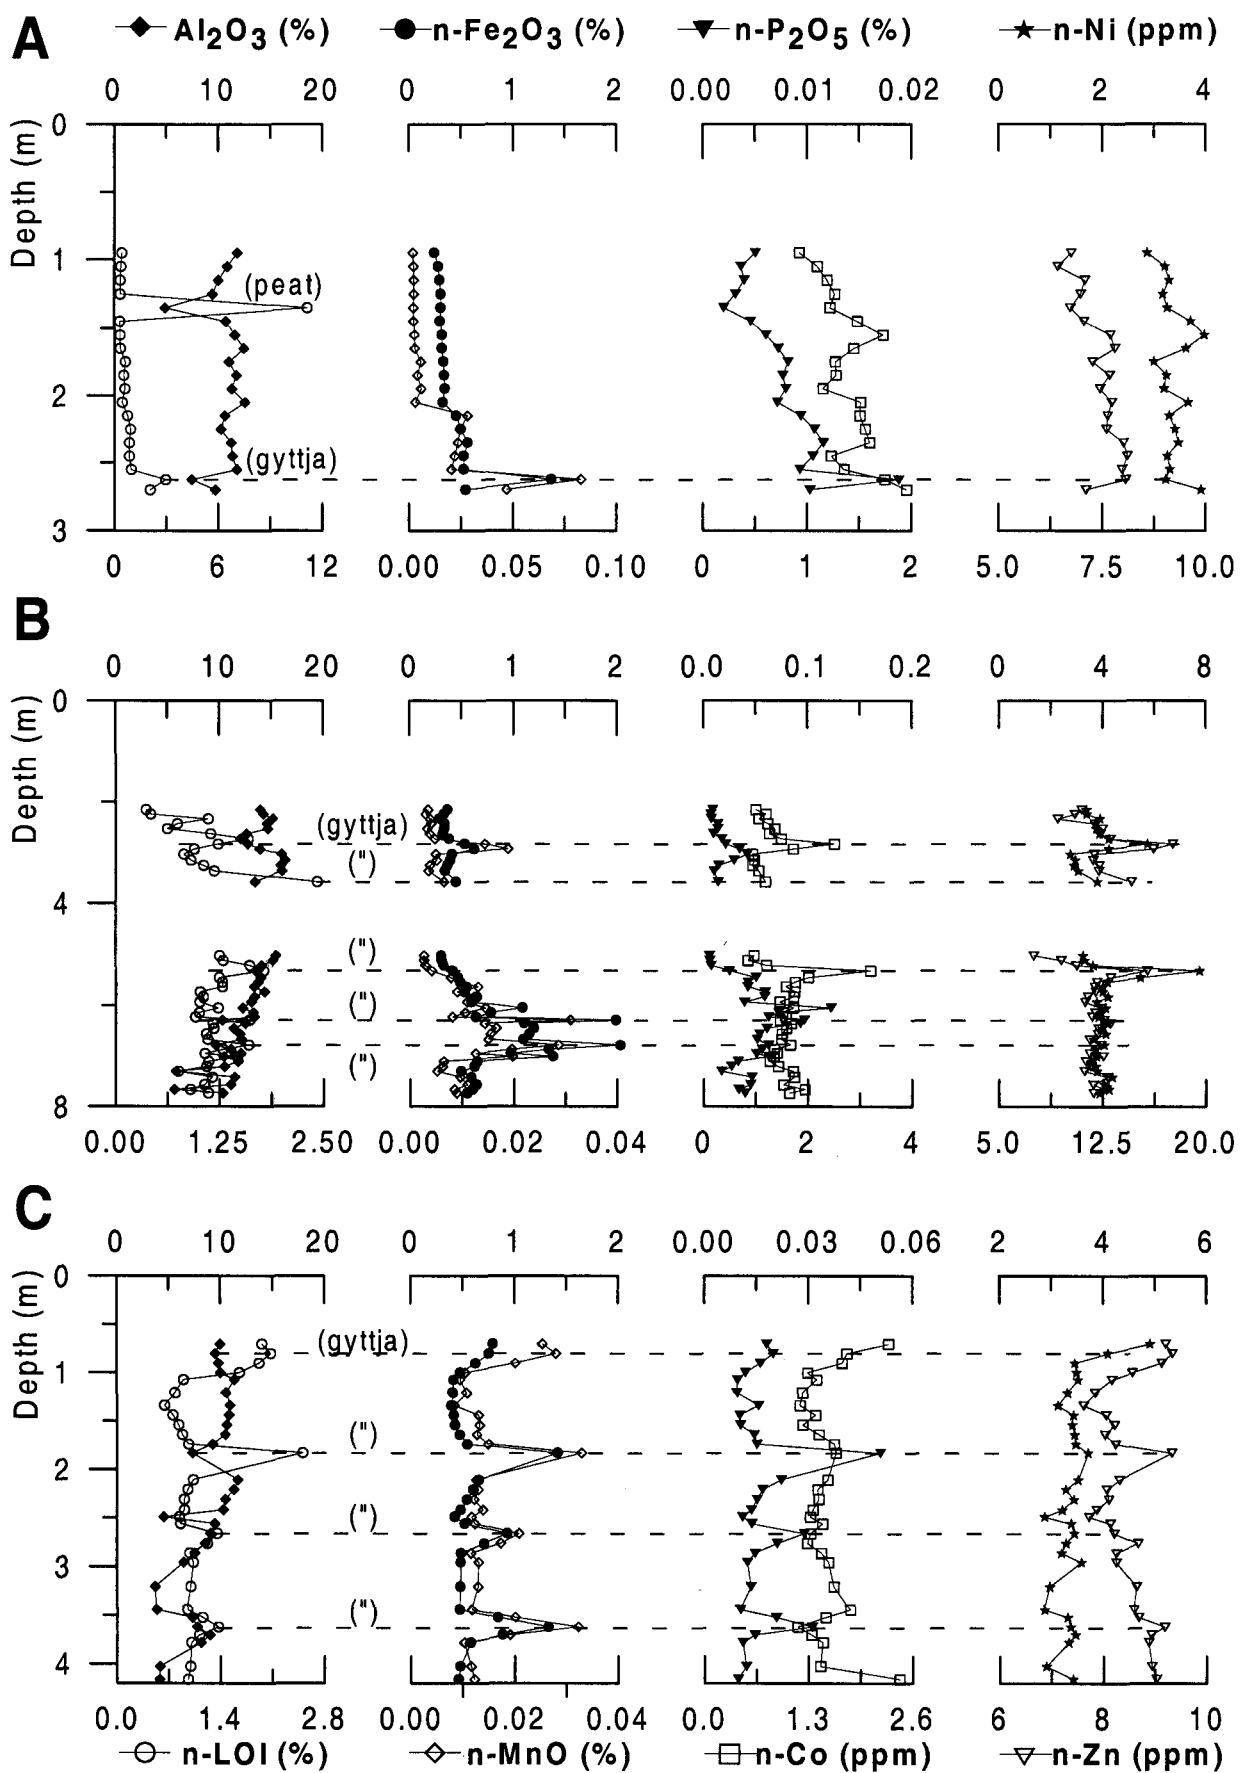 A
Al2O3 (%) n-Fe2O3 (%) n-P2O5 (%) n-Ni (ppm)
0 10 20 0 1 2 0.00 0.01 0.02 0 2 4
0
1
2
3
Depth (m)
(peat)
(gyttja)
0 6 12 0.00 0.05 0.10 0 1 2 5.0 7.5 10.0
B
0 10 20 0 1 2 0.0 0.1 0.2 0 4 8
0
4
8
Depth (m)
(gyttja)
(")
(")
(")
(")
0.00 1.25 2.50 0.00 0.02 0.04 0 2 4 5.0 12.5 20.0
C
0 10 20 0 1 2 0.00 0.03 0.06 2 4 6
0
1
2
3
4
Depth (m)
(gyttja)
(")
(")
(")
0.0 1.4 2.8 0.00 0.02 0.04 0.0 1.3 2.6 6 8 10
n-LOI (%) n-MnO (%) n-Co (ppm) n-Zn (ppm)